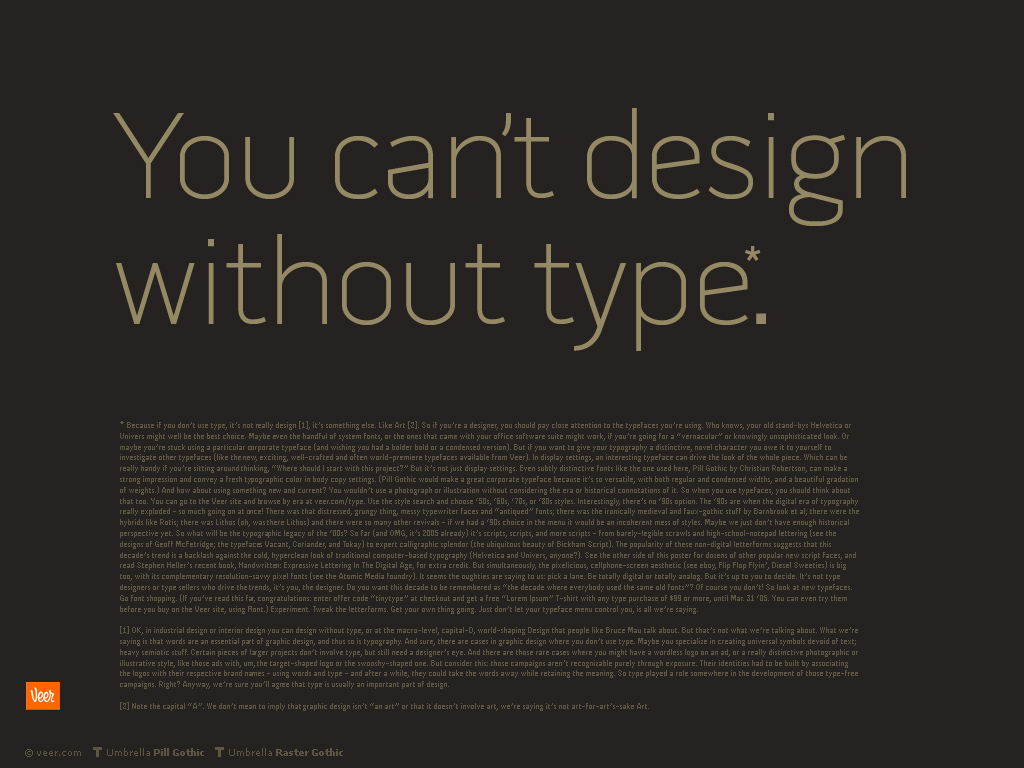 You can't design
without type.*
* Because if you don't use type, it's not really design [1], it's something else. Like Art [2]. So if you're a designer, you should pay close attention to the typefaces you're using. Who knows, your old stand-bys Helvetica or
Univers might well be the best choice. Maybe even the handful of system fonts, or the ones that came with your office software suite might work, if you're going for a "vernacular" or knowingly unsophisticated look. Or
maybe you're stuck using a particular corporate typeface (and wishing you had a bolder bold or a condensed version). But if you want to give your typography a distinctive, novel character you owe it to yourself to
investigate other typefaces (like the new, exciting, well-crafted and often world-premiere typefaces available from Veer). In display settings, an interesting typeface can drive the look of the whole piece. Which can be
really handy if you're sitting around thinking, "Where should I start with this project?" But it's not just display settings. Even subtly distinctive fonts like the one used here, Pill Gothic by Christian Robertson, can make a
strong impression and convey a fresh typographic color in body copy settings. (Pill Gothic would make a great corporate typeface because it's so versatile, with both regular and condensed widths, and a beautiful gradation
of weights.) And how about using something new and current? You wouldn't use a photograph or illustration without considering the era or historical connotations of it. So when you use typefaces, you should think about
that too. You can go to the Veer site and browse by era at veer.com/type. Use the style search and choose '50s, '60s, '70s, or '80s styles. Interestingly, there's no '90s option. The '90s are when the digital era of typography
really exploded – so much going on at once! There was that distressed, grungy thing, messy typewriter faces and "antiqued" fonts; there was the ironically medieval and faux-gothic stuff by Barnbrook et al; there were the
hybrids like Rotis; there was Lithos (oh, was there Lithos) and there were so many other revivals – if we had a '90s choice in the menu it would be an incoherent mess of styles. Maybe we just don't have enough historical
perspective yet. So what will be the typographic legacy of the '00s? So Far (and OMG, it's 2005 already) it's scripts, scripts, and more scripts – from barely-legible scrawls and high-school-notepad lettering (see the
designs of Geoff McFetridge; the typefaces Vacant, Coriander, and Tokay) to expert calligraphic splendor (the ubiquitous beauty of Bickham Script). The popularity of these non-digital letterforms suggests that this
decade's trend is a backlash against the cold, hyperclean look of traditional computer-based typography (Helvetica and Univers, anyone?). See the other side of this poster for dozens of other popular new script faces, and
read Steven Heller's recent book, Handwritten: Expressive Lettering In The Digital Age, for extra credit. But simultaneously, the pixelicious, cellphone-screen aesthetic (see eboy, Flip Flop Flyin', Diesel Sweeties) is big
too, with its complementary resolution-savvy pixel fonts (see the Atomic Media foundry). It seems the oughties are saying to us: pick a lane. Be totally digital or totally analog. But it's up to you to decide. It's not type
designers or type sellers who drive the trends, it's you, the designer. Do you want this decade to be remembered as "the decade where everybody used the same old fonts"? Of course you don't! So look at new typefaces.
Go font shopping. (If you've read this far, congratulations: enter offer code "tinytype" at checkout and get a free "Lorem Ipsum" T-shirt with any type purchase of $99 or more, until Mar. 31 '05. You can even try them
before you buy on the Veer site, using Flont.) Experiment. Tweak the letterforms. Get your own thing going. Just don't let your typeface menu control you, is all we're saying.
[1] OK, in industrial design or interior design you can design without type, or at the macro-level, capital-D, world-shaping Design that people like Bruce Mau talk about. But that's not what we're talking about. What we're
saying is that words are an essential part of graphic design, and thus so is typography. And sure, there are cases in graphic design where you don't use type. Maybe you specialize in creating universal symbols devoid of text;
heavy semiotic stuff. Certain pieces of larger projects don't involve type, but still need a designer's eye. And there are those rare cases where you might have a wordless logo on an ad, or a really distinctive photographic or
illustrative style, like those ads with, um, the target-shaped logo or the swooshy-shaped one. But consider this: those campaigns aren't recognizable purely through exposure. Their identities had to be built by associating
the logos with their respective brand names – using words and type – and after a while, they could take the words away while retaining the meaning. So type played a role somewhere in the development of those type-free
campaigns. Right? Anyway, we're sure you'll agree that type is usually an important part of design.
[2] Note the capital "A". We don't mean to imply that graphic design isn't "an art" or that it doesn't involve art, we're saying it's not art-for-art's-sake Art.
Veer
© veer.com T Umbrella Pill Gothic T Umbrella Raster Gothic